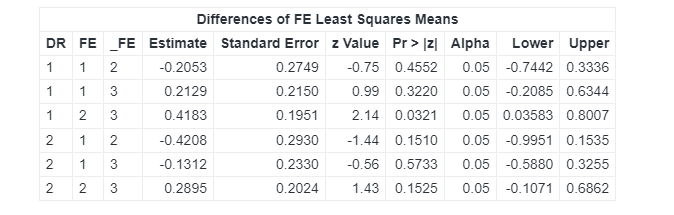 Differences of FE Least Squares Means
DR FE _FE Estimate Standard Error z Value Pr > |z| Alpha Lower Upper
1 1 2 -0.2053 0.2749 -0.75 0.4552 0.05 -0.7442 0.3336
1 1 3 0.2129 0.2150 0.99 0.3220 0.05 -0.2085 0.6344
1 2 3 0.4183 0.1951 2.14 0.0321 0.05 0.03583 0.8007
2 1 2 -0.4208 0.2930 -1.44 0.1510 0.05 -0.9951 0.1535
2 1 3 -0.1312 0.2330 -0.56 0.5733 0.05 -0.5880 0.3255
2 2 3 0.2895 0.2024 1.43 0.1525 0.05 -0.1071 0.6862